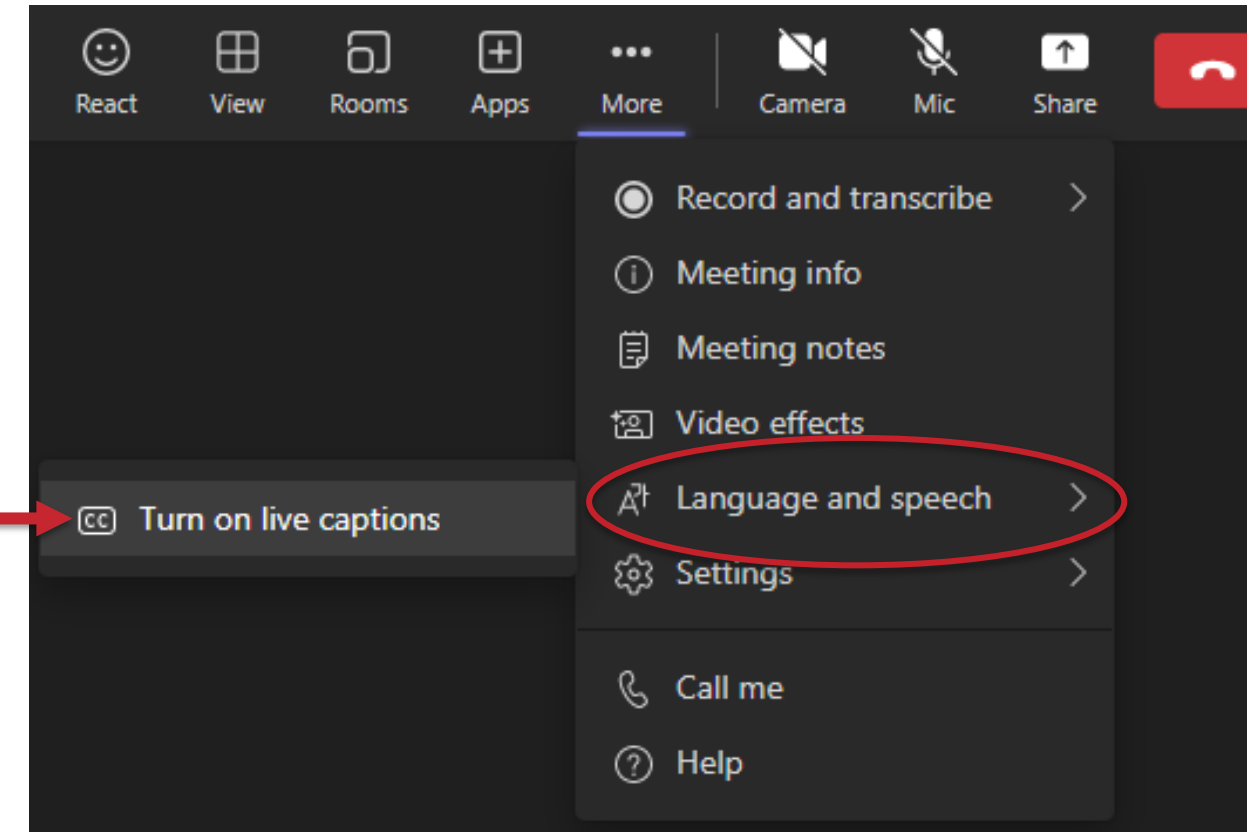 React View Rooms Apps More Camera Mic Share
Record and transcribe
Meeting info
Meeting notes
Video effects
Language and speech
CC Turn on live captions
Settings
Call me
Help